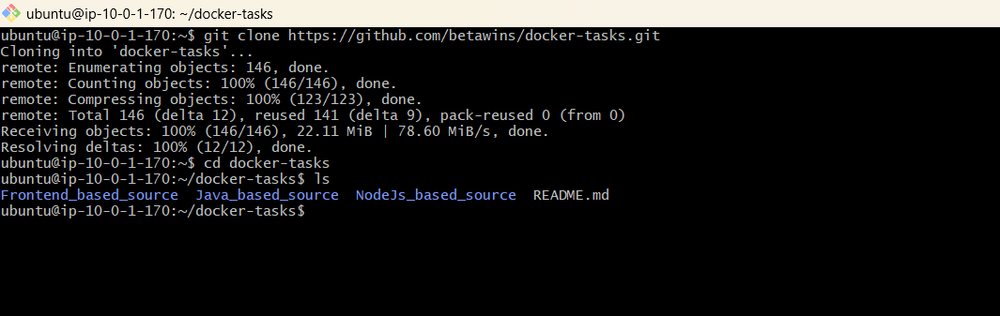 ubuntu@ip-10-0-1-170: ~/docker-tasks
ubuntu@ip-10-0-1-170:~$ git clone https://github.com/betawins/docker-tasks.git
Cloning into 'docker-tasks'...
remote: Enumerating objects: 146, done.
remote: Counting objects: 100% (146/146), done.
remote: Compressing objects: 100% (123/123), done.
remote: Total 146 (delta 12), reused 141 (delta 9), pack-reused 0 (from 0)
Receiving objects: 100% (146/146), 22.11 MiB | 78.60 MiB/s, done.
Resolving deltas: 100% (12/12), done.
ubuntu@ip-10-0-1-170:~$ cd docker-tasks
ubuntu@ip-10-0-1-170:~/docker-tasks$ ls
Frontend_based_source  Java_based_source  NodeJs_based_source  README.md
ubuntu@ip-10-0-1-170:~/docker-tasks$